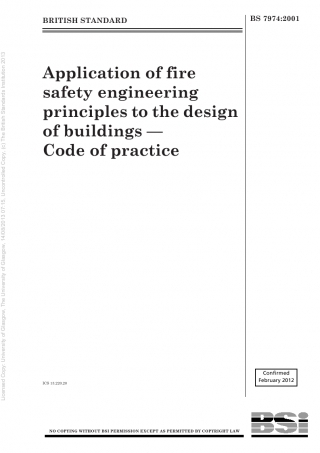 BRITISH STANDARD
BS 7974:2001
Application of fire
safety engineering
principles to the design
of buildings —
Code of practice
Confirmed
February 2012
BSi
NO COPYING WITHOUT BSI PERMISSION EXCEPT AS PERMITTED BY COPYRIGHT LAW